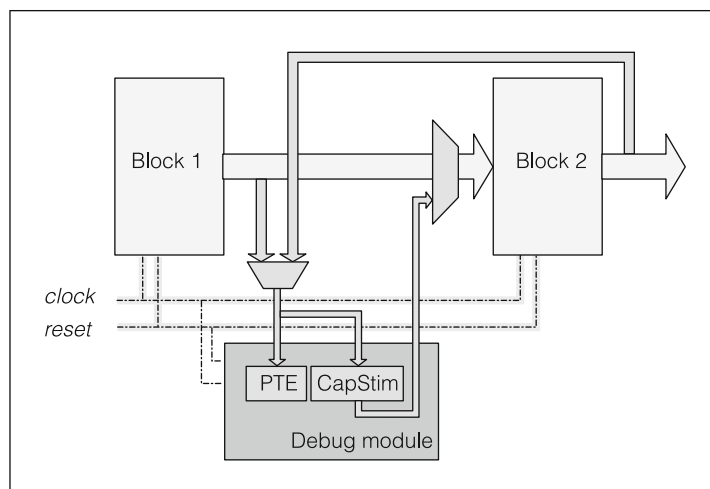 Block 1
Block 2
clock
reset
PTE
CapStim
Debug module